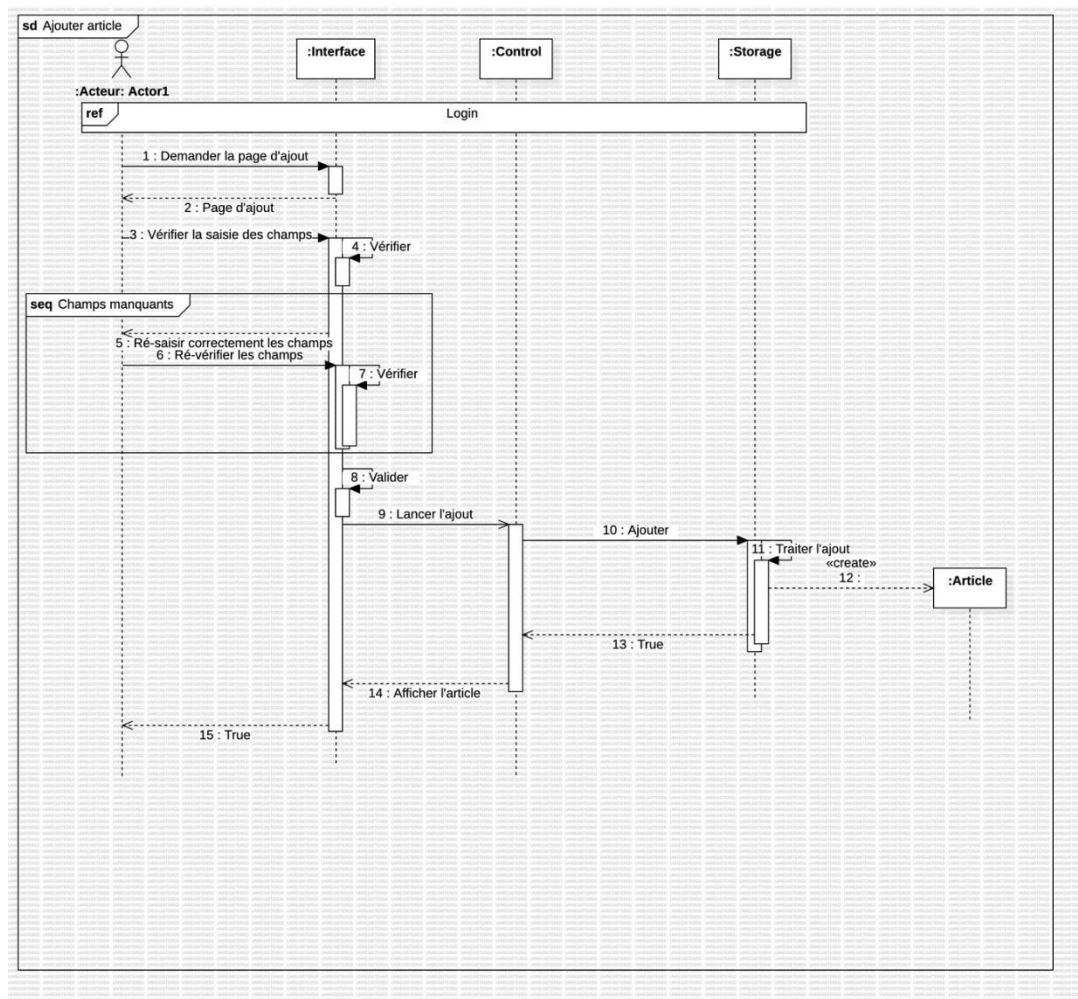 sd Ajouter article
:Interface
:Control
:Storage
:Acteur: Actor1
ref
Login
1 : Demander la page d'ajout
2 : Page d'ajout
3 : Vérifier la saisie des champs
4 : Vérifier
seq Champs manquants
5 : Ré-saisir correctement les champs
6 : Ré-vérifier les champs
7 : Vérifier
8 : Valider
9 : Lancer l'ajout
10 : Ajouter
11 : Traiter l'ajout
«create»
12 :
:Article
13 : True
14 : Afficher l'article
15 : True